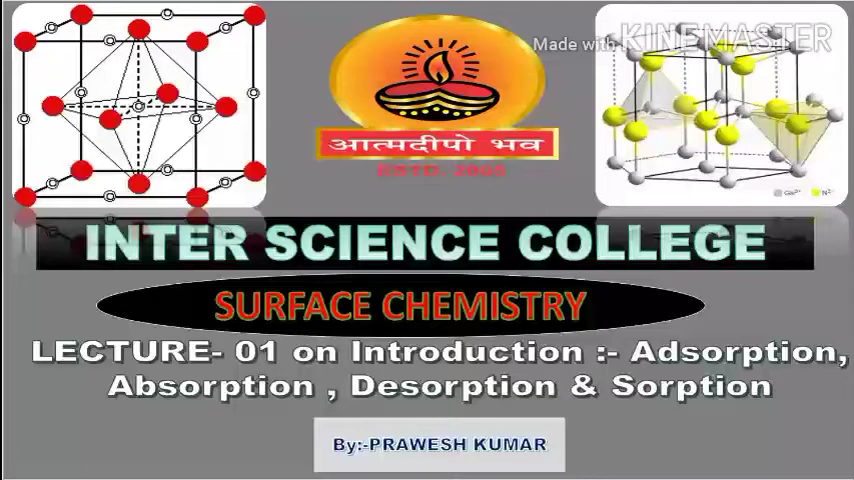 Made with KINEMASTER
आत्मदीपो भव
ESTD. 2005
INTER SCIENCE COLLEGE
SURFACE CHEMISTRY
LECTURE- 01 on Introduction :- Adsorption,
Absorption , Desorption & Sorption
By:-PRAWESH KUMAR